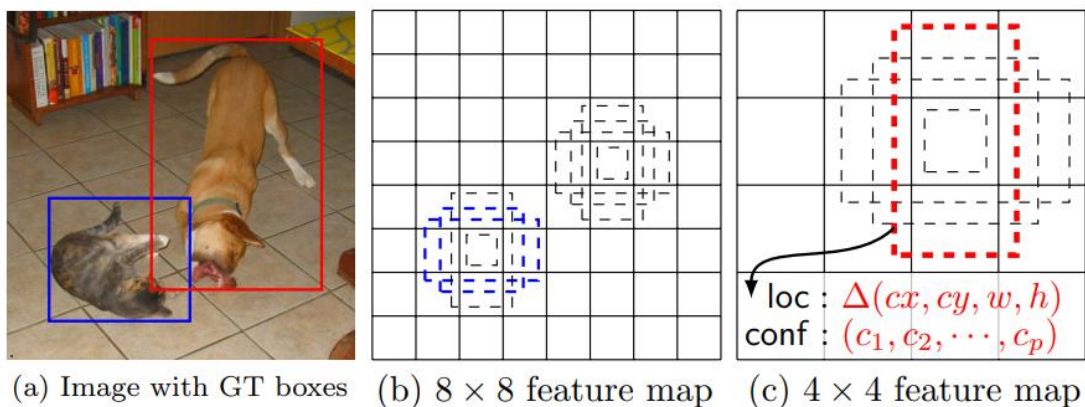 loc : Δ(cx, cy, w, h)
conf : (c₁, c₂, ⋯, cₚ)
(a) Image with GT boxes
(b) 8 × 8 feature map
(c) 4 × 4 feature map